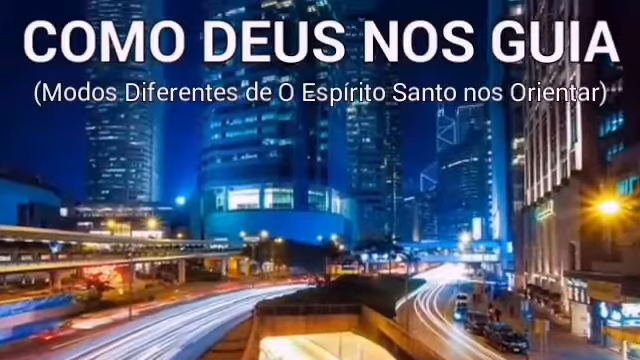 COMO DEUS NOS GUIA
(Modos Diferentes de O Espírito Santo nos Orientar)